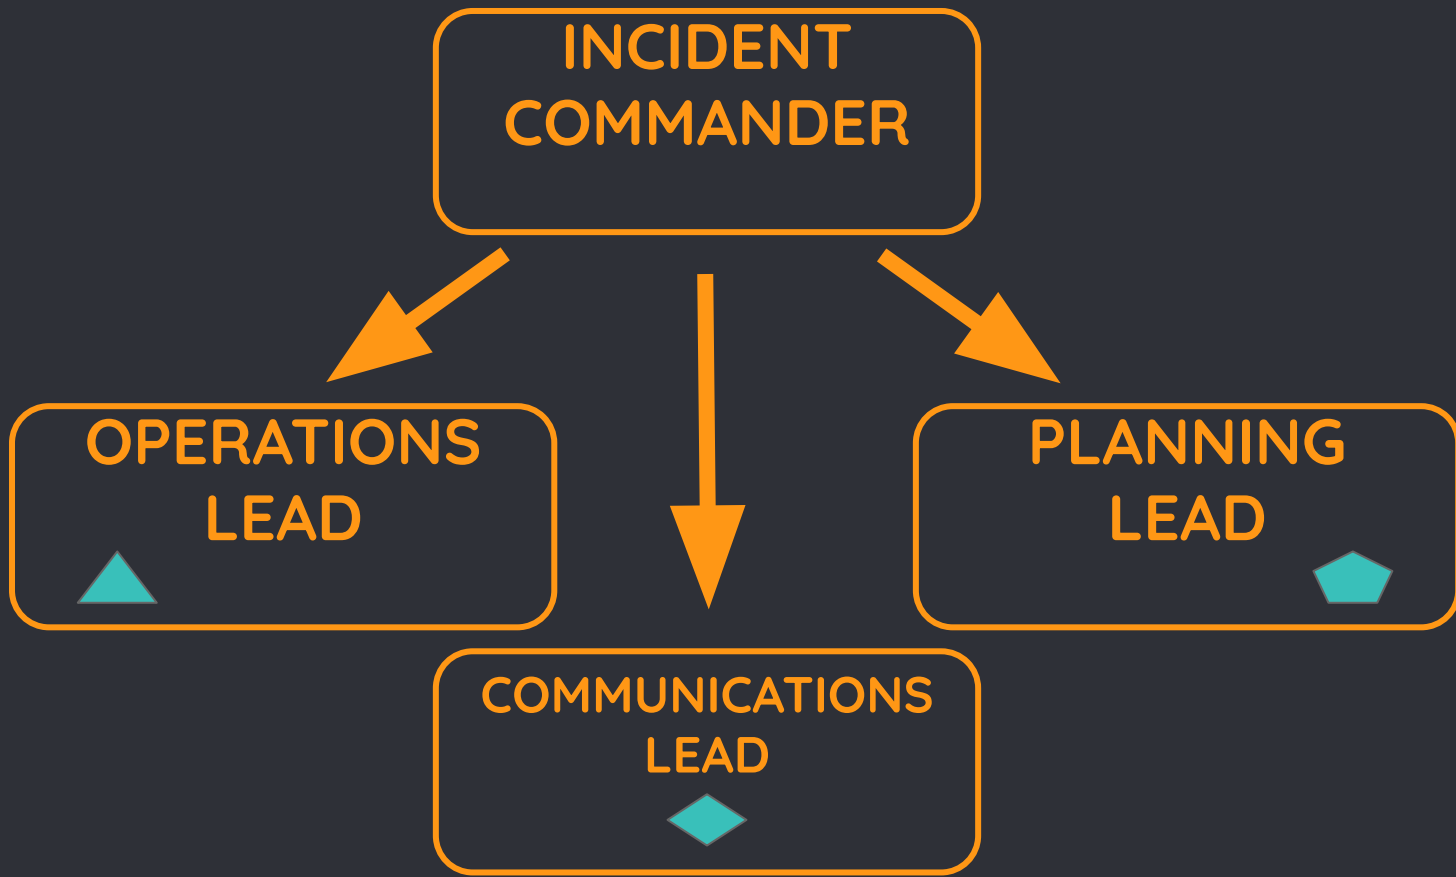 INCIDENT
COMMANDER
OPERATIONS
LEAD
PLANNING
LEAD
COMMUNICATIONS
LEAD